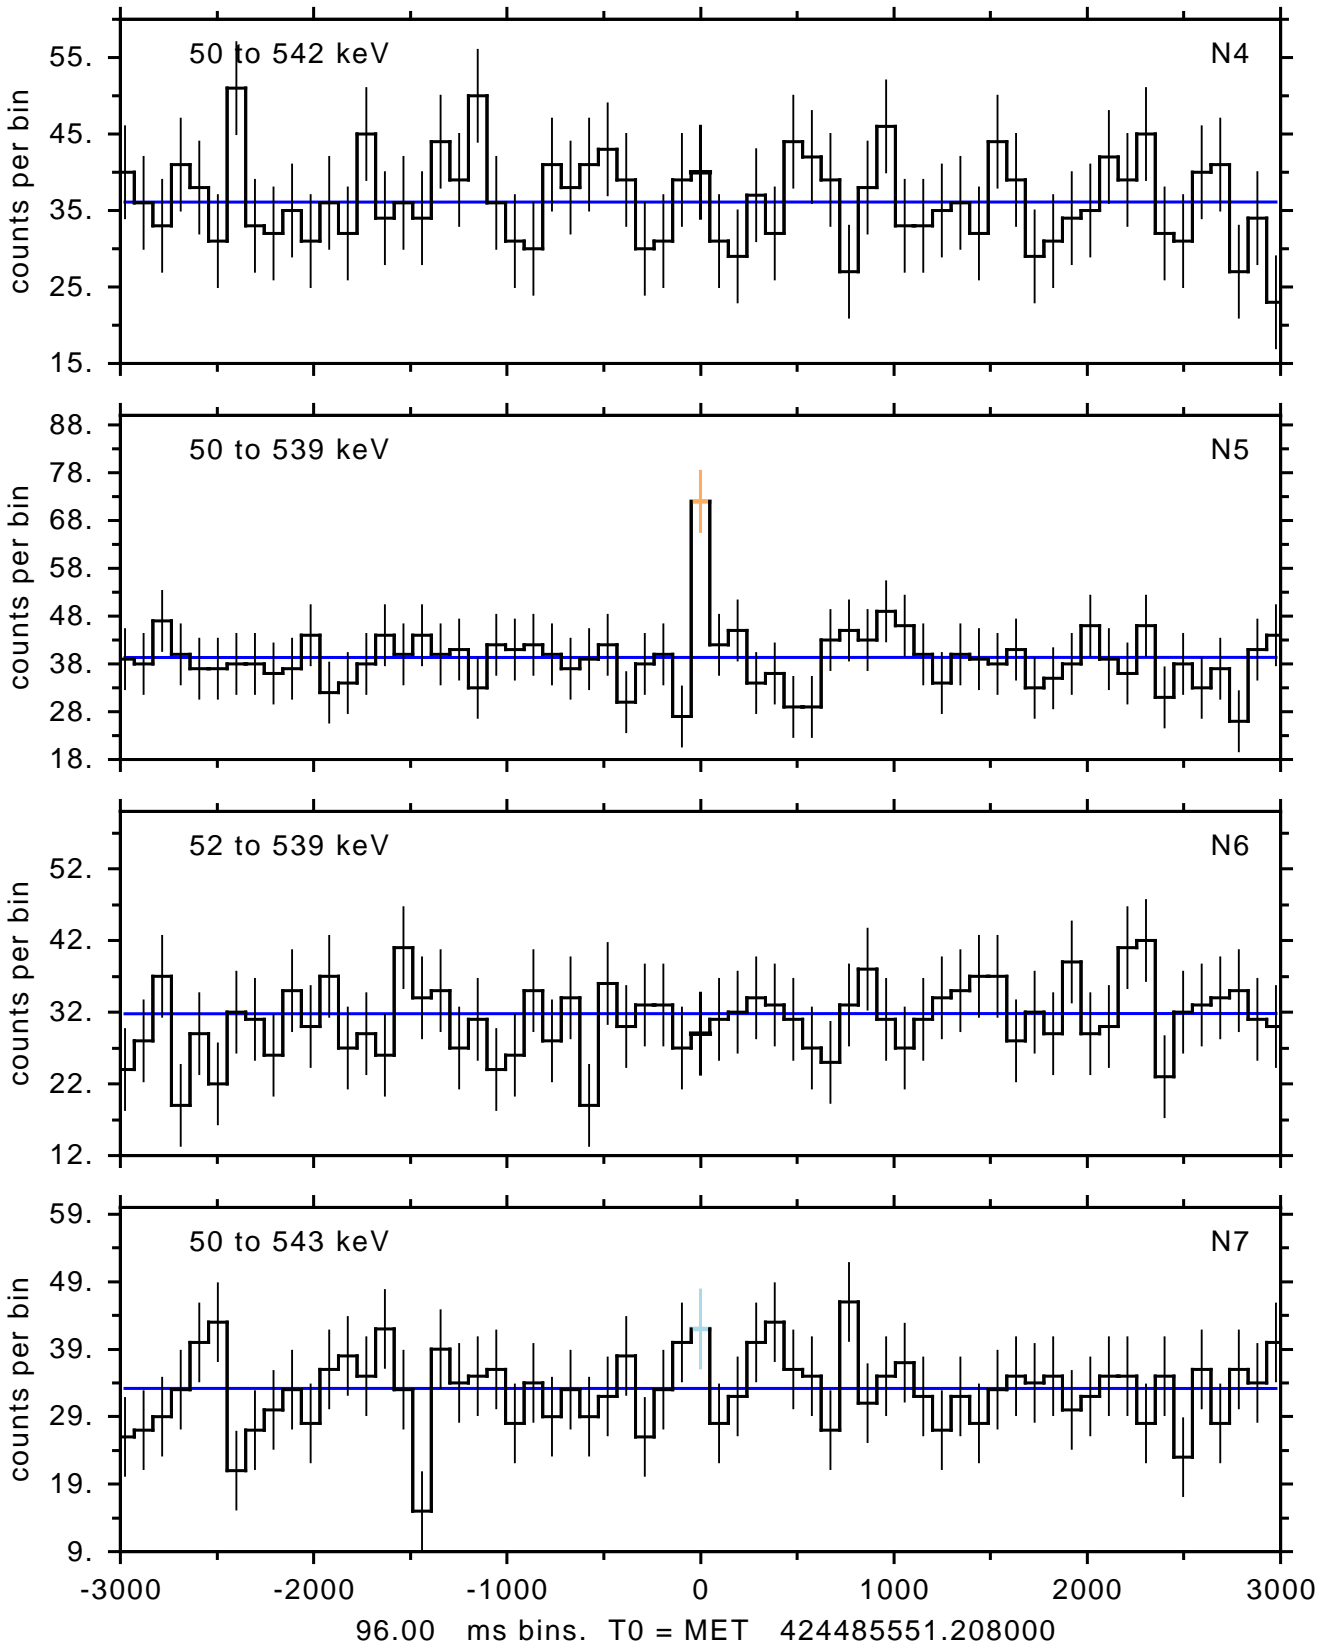 50 to 542 keV N4
55.
45.
35.
25.
15.
counts per bin
50 to 539 keV N5
88.
78.
68.
58.
48.
38.
28.
18.
counts per bin
52 to 539 keV N6
52.
42.
32.
22.
12.
counts per bin
50 to 543 keV N7
59.
49.
39.
29.
19.
9.
counts per bin
-3000 -2000 -1000 0 1000 2000 3000
96.00 ms bins. T0 = MET 424485551.208000